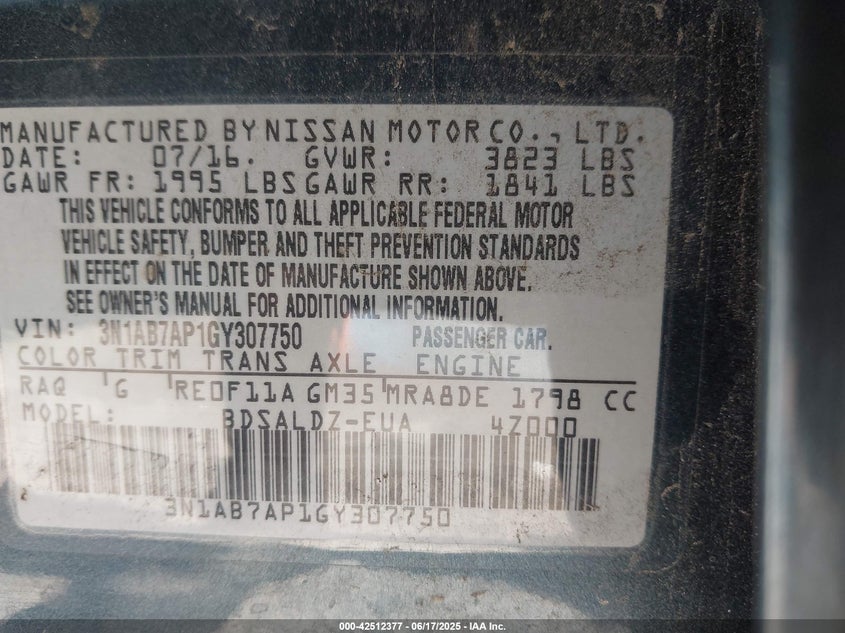 MANUFACTURED BY NISSAN MOTOR CO., LTD.
DATE: 07/16. GVWR: 3823 LBS
GAWR FR: 1995 LBS GAWR RR: 1841 LBS
THIS VEHICLE CONFORMS TO ALL APPLICABLE FEDERAL MOTOR
VEHICLE SAFETY, BUMPER AND THEFT PREVENTION STANDARDS
IN EFFECT ON THE DATE OF MANUFACTURE SHOWN ABOVE.
SEE OWNER'S MANUAL FOR ADDITIONAL INFORMATION.
VIN: 3N1AB7AP1GY307750 PASSENGER CAR.
COLOR TRIM TRANS AXLE ENGINE
RAQ G RE0F11A GM35 MRA8DE 1798 CC
MODEL: BDSALDZ-EUA 4Z000
3N1AB7AP1GY307750
000-42512377 - 06/17/2025 - IAA Inc.